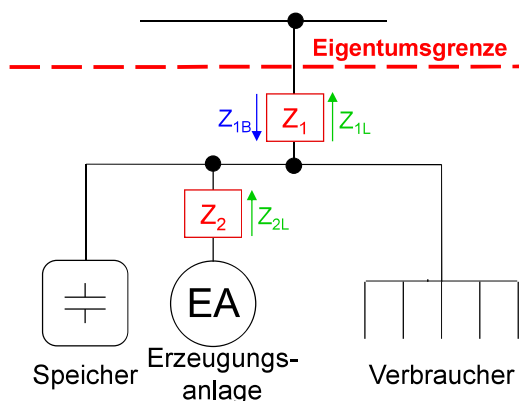 Eigentumsgrenze
Z1B Z1 Z1L
Z2 Z2L
EA
Speicher Erzeugungs-
anlage Verbraucher